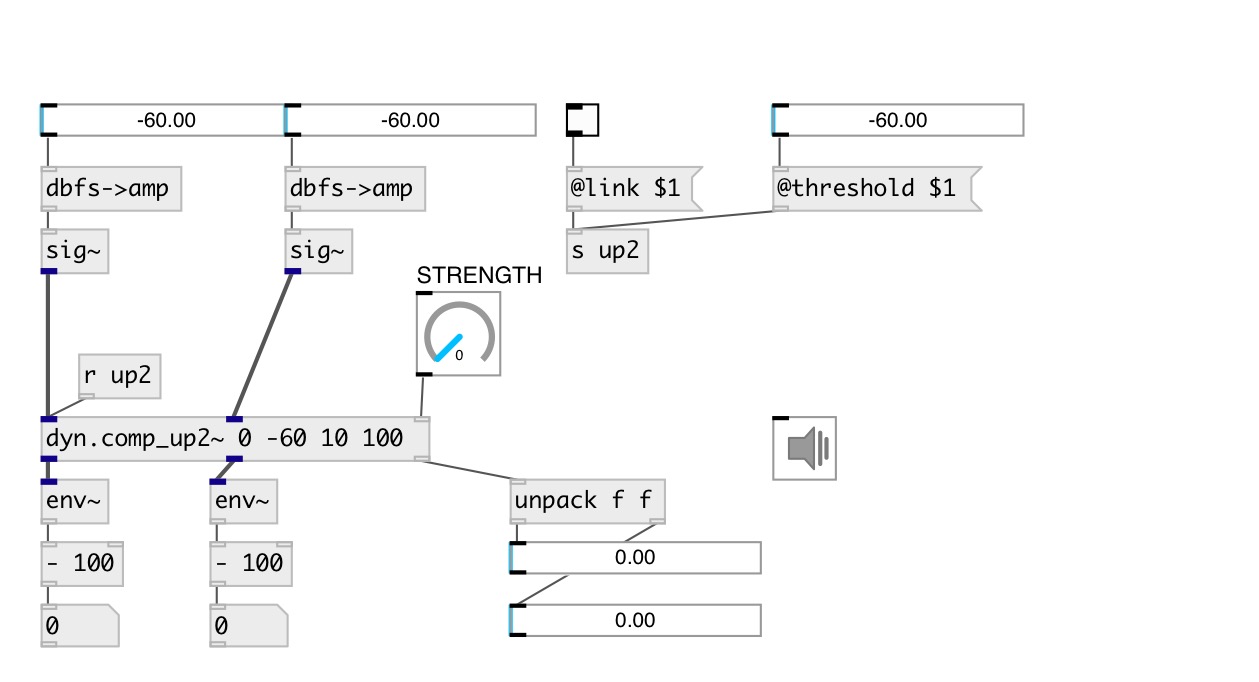 -60.00
-60.00
-60.00
dbfs->amp
dbfs->amp
@link $1
@threshold $1
sig~
sig~
s up2
STRENGTH
0
r up2
dyn.comp_up2~ 0 -60 10 100
env~
env~
unpack f f
- 100
- 100
0.00
0
0
0.00